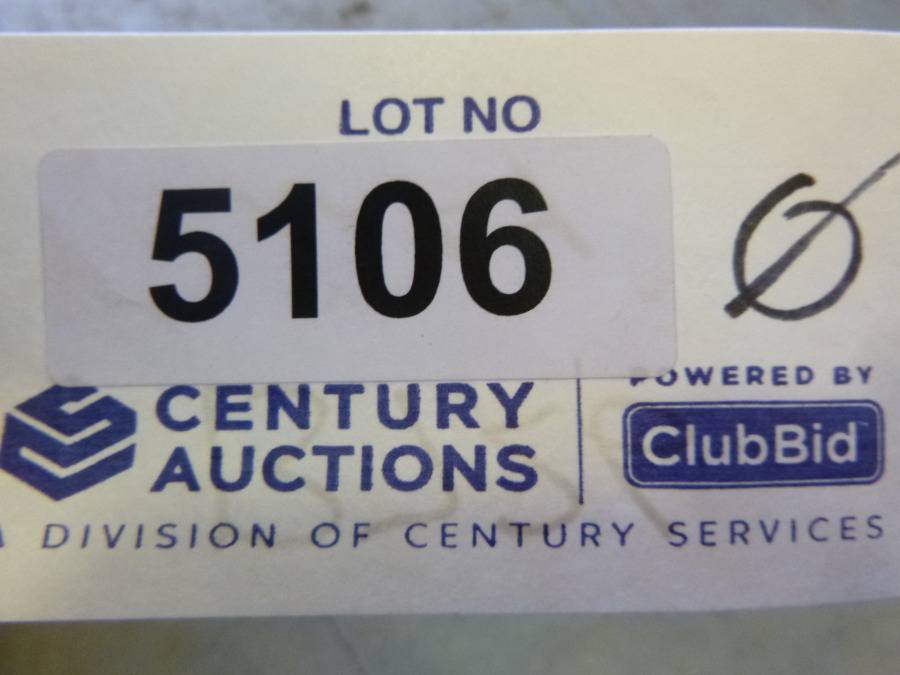 LOT NO
5106 Ø
CENTURY
AUCTIONS
POWERED BY
ClubBid
A DIVISION OF CENTURY SERVICES